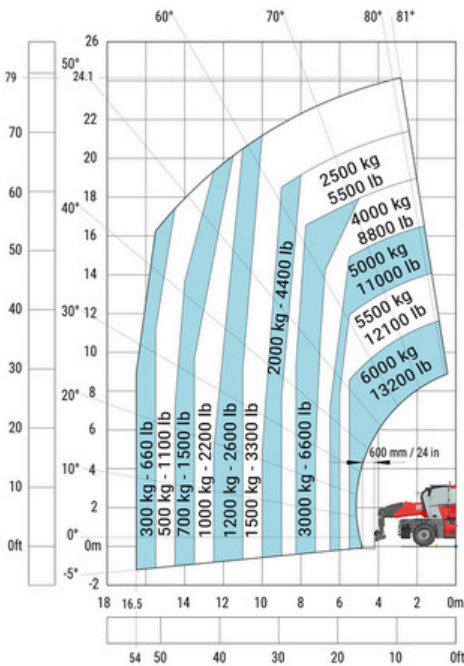 60°
70°
80°
81°
26
79
50°
24.1
24
70
22
20
60
18
40°
16
50
14
40
30°
12
10
30
20°
8
20
6
10°
4
10
2
0ft
0°
0m
-5°
-2
2500 kg
5500 lb
4000 kg
8800 lb
5000 kg
11000 lb
5500 kg
12100 lb
6000 kg
13200 lb
600 mm / 24 in
300 kg - 660 lb
500 kg - 1100 lb
700 kg - 1500 lb
1000 kg - 2200 lb
1200 kg - 2600 lb
1500 kg - 3300 lb
2000 kg - 4400 lb
3000 kg - 6600 lb
18 16.5 14 12 10 8 6 4 2 0m
54 50 40 30 20 10 0ft